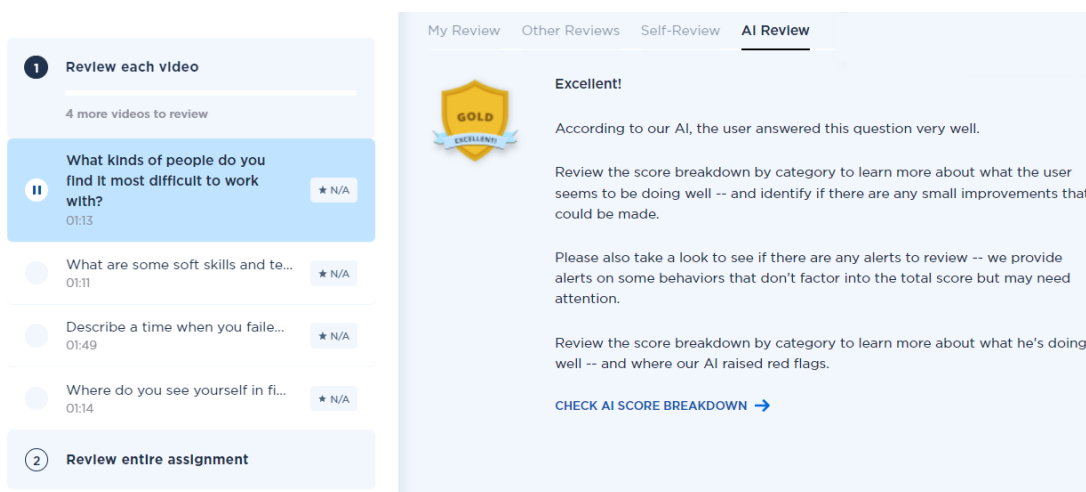 My Review Other Reviews Self-Review AI Review
1 Review each video
4 more videos to review
What kinds of people do you
find it most difficult to work
with?
01:13
★ N/A
What are some soft skills and te...
01:11
★ N/A
Describe a time when you faile...
01:49
★ N/A
Where do you see yourself in fi...
01:14
★ N/A
2 Review entire assignment
GOLD
EXCELLENT!
Excellent!
According to our AI, the user answered this question very well.
Review the score breakdown by category to learn more about what the user
seems to be doing well -- and identify if there are any small improvements that
could be made.
Please also take a look to see if there are any alerts to review -- we provide
alerts on some behaviors that don't factor into the total score but may need
attention.
Review the score breakdown by category to learn more about what he's doing
well -- and where our AI raised red flags.
CHECK AI SCORE BREAKDOWN →